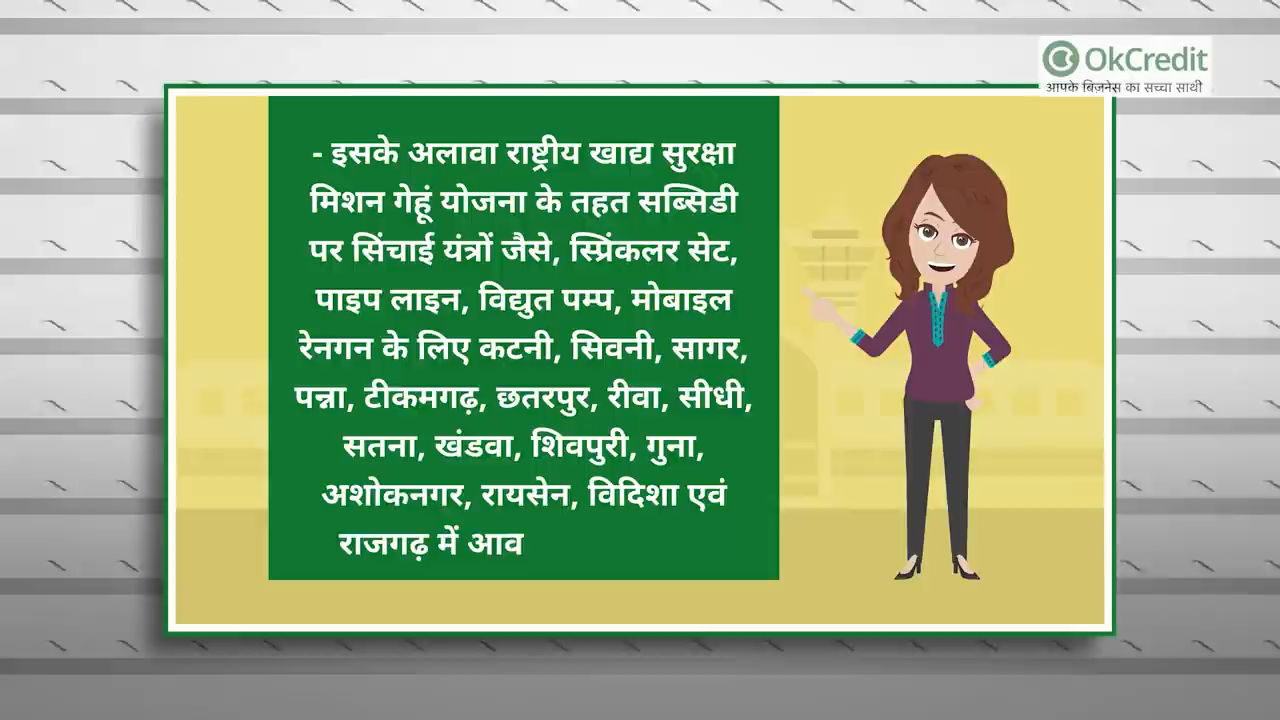 OkCredit
आपके बिज़नेस का सच्चा साथी
- इसके अलावा राष्ट्रीय खाद्य सुरक्षा
मिशन गेहूं योजना के तहत सब्सिडी
पर सिंचाई यंत्रों जैसे, स्प्रिंकलर सेट,
पाइप लाइन, विद्युत पम्प, मोबाइल
रेनगन के लिए कटनी, सिवनी, सागर,
पन्ना, टीकमगढ़, छतरपुर, रीवा, सीधी,
सतना, खंडवा, शिवपुरी, गुना,
अशोकनगर, रायसेन, विदिशा एवं
राजगढ़ में आव